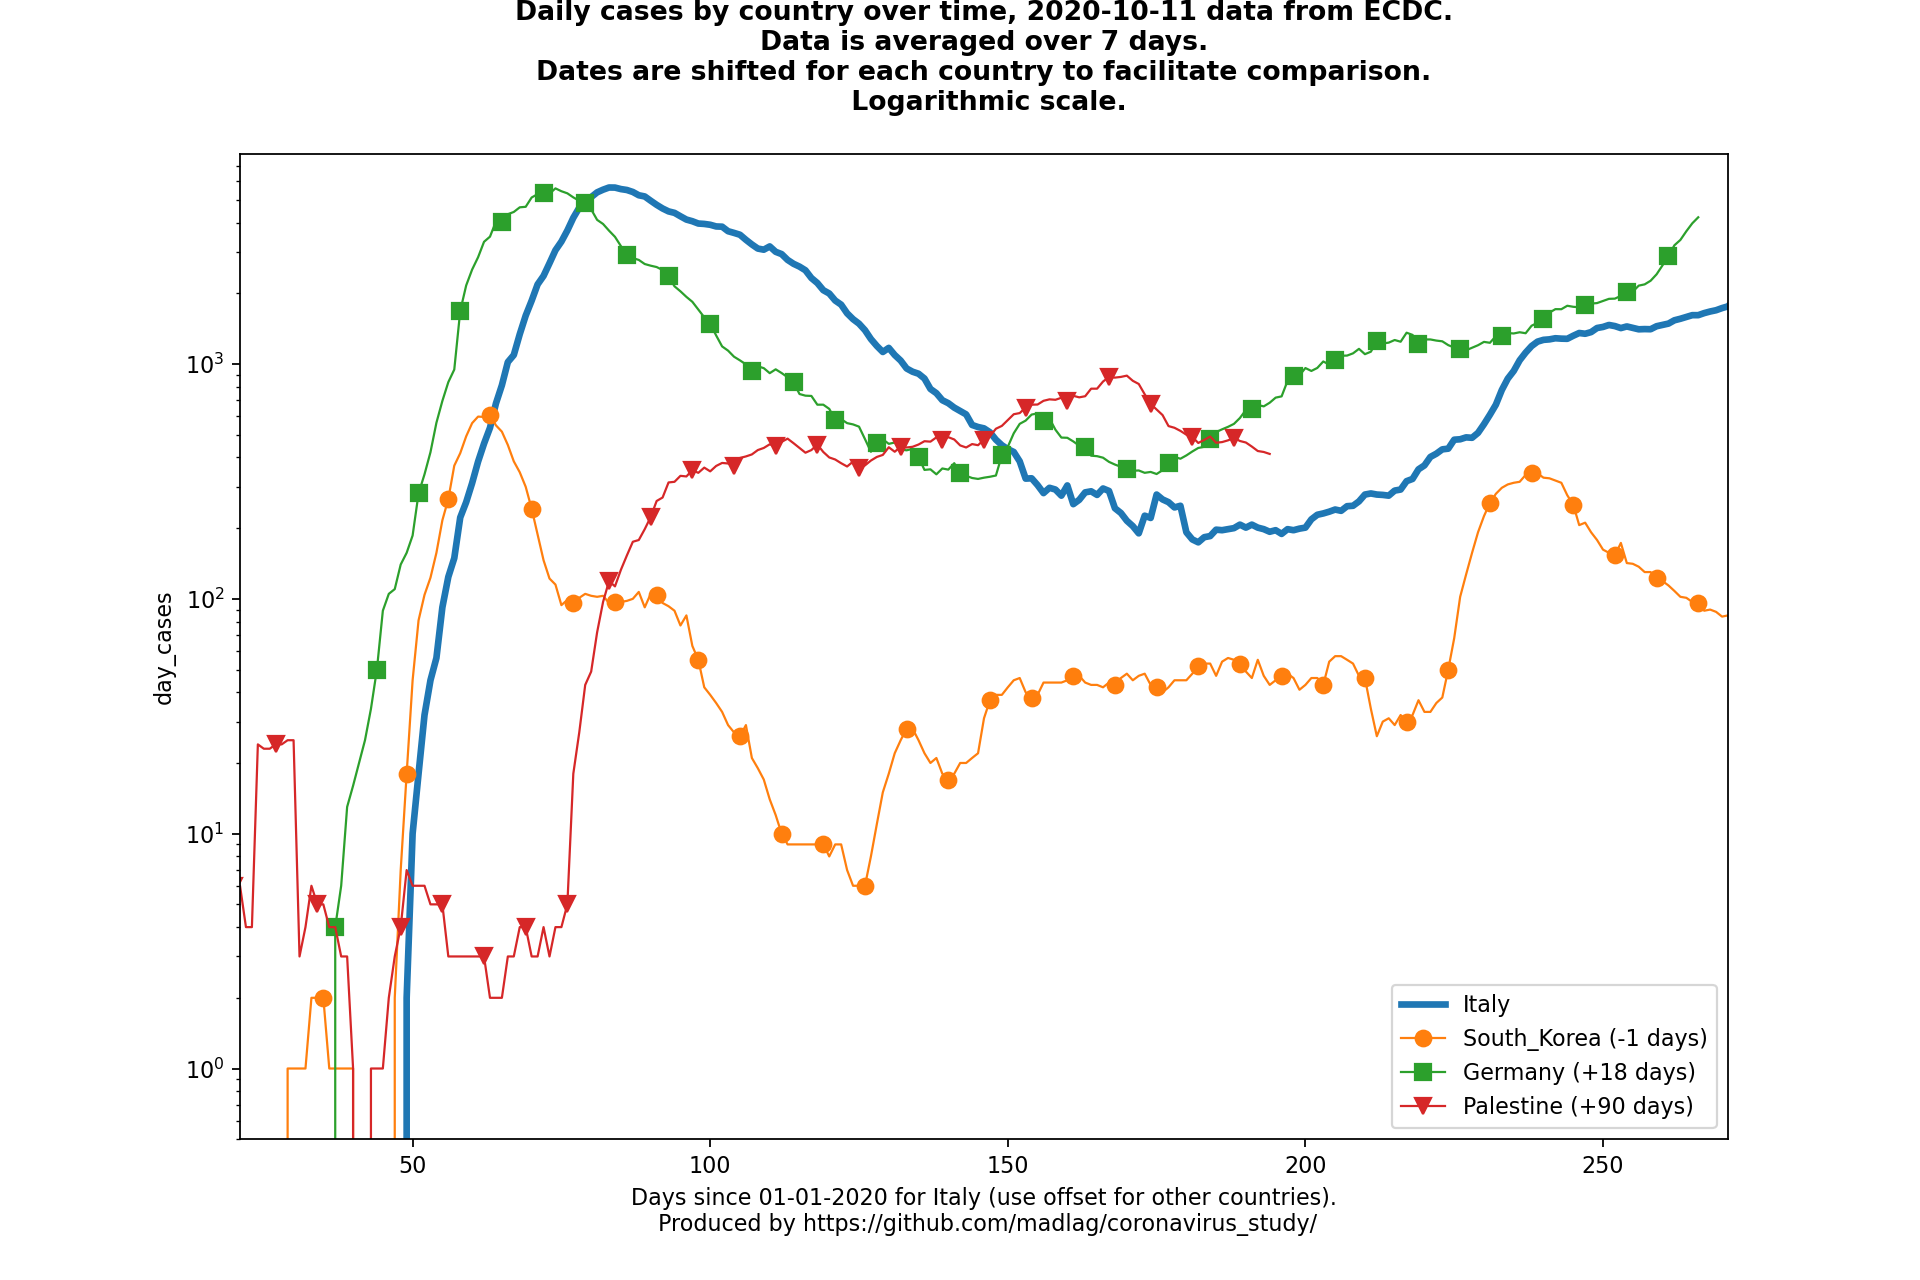 Daily cases by country over time, 2020-10-11 data from ECDC.
Data is averaged over 7 days.
Dates are shifted for each country to facilitate comparison.
Logarithmic scale.
day_cases
10³
10²
10¹
10⁰
Italy
South_Korea (-1 days)
Germany (+18 days)
Palestine (+90 days)
50
100
150
200
250
Days since 01-01-2020 for Italy (use offset for other countries).
Produced by https://github.com/madlag/coronavirus_study/